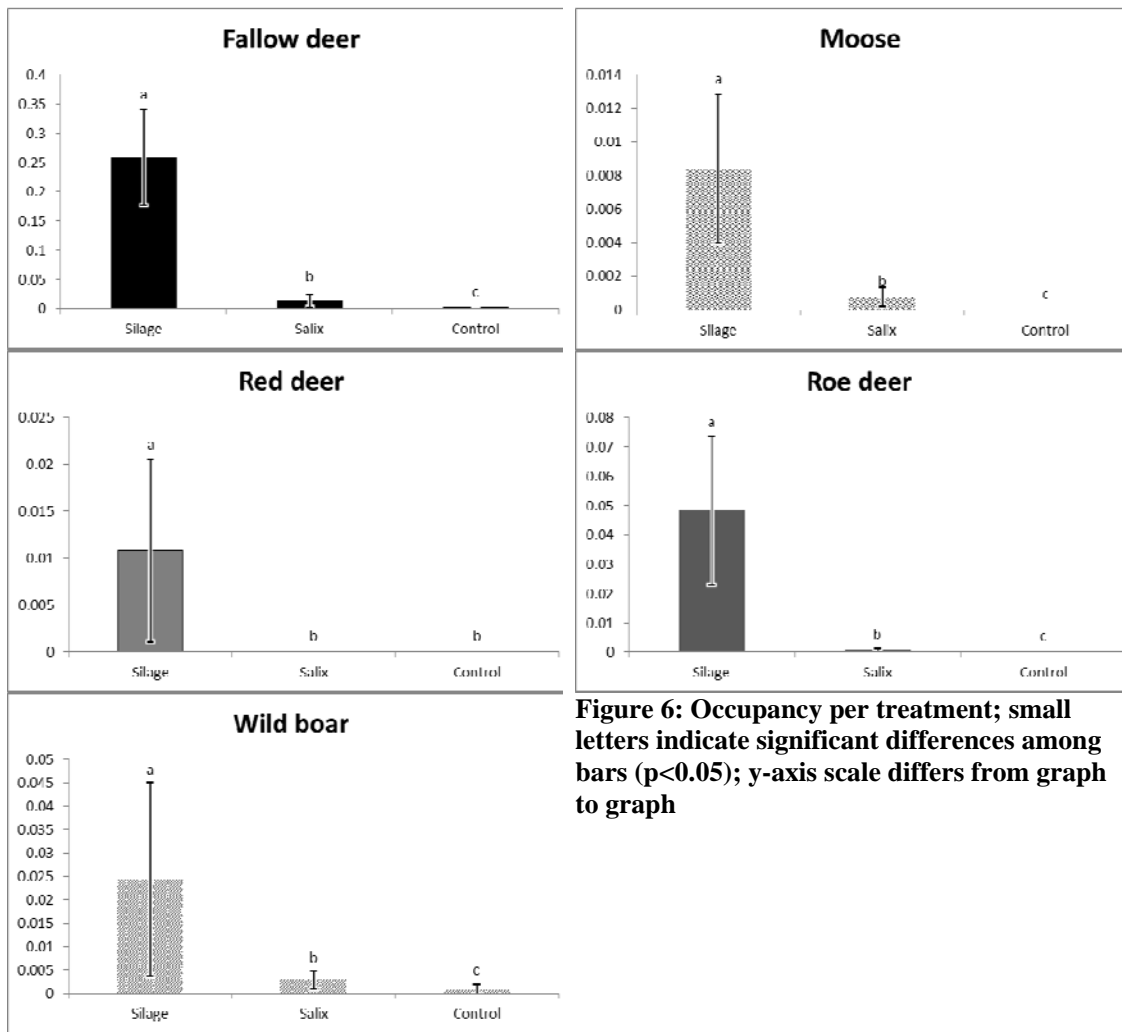 Fallow deer
0.4
0.35
0.3
0.25
0.2
0.15
0.1
0.05
0
a
b
c
Silage
Salix
Control
Moose
0.014
0.012
0.01
0.008
0.006
0.004
0.002
0
a
b
c
Silage
Salix
Control
Red deer
0.025
0.02
0.015
0.01
0.005
0
a
b
b
Silage
Salix
Control
Roe deer
0.08
0.07
0.06
0.05
0.04
0.03
0.02
0.01
0
a
b
c
Silage
Salix
Control
Wild boar
0.05
0.045
0.04
0.035
0.03
0.025
0.02
0.015
0.01
0.005
0
a
b
c
Silage
Salix
Control
Figure 6: Occupancy per treatment; small
letters indicate significant differences among
bars (p<0.05); y-axis scale differs from graph
to graph